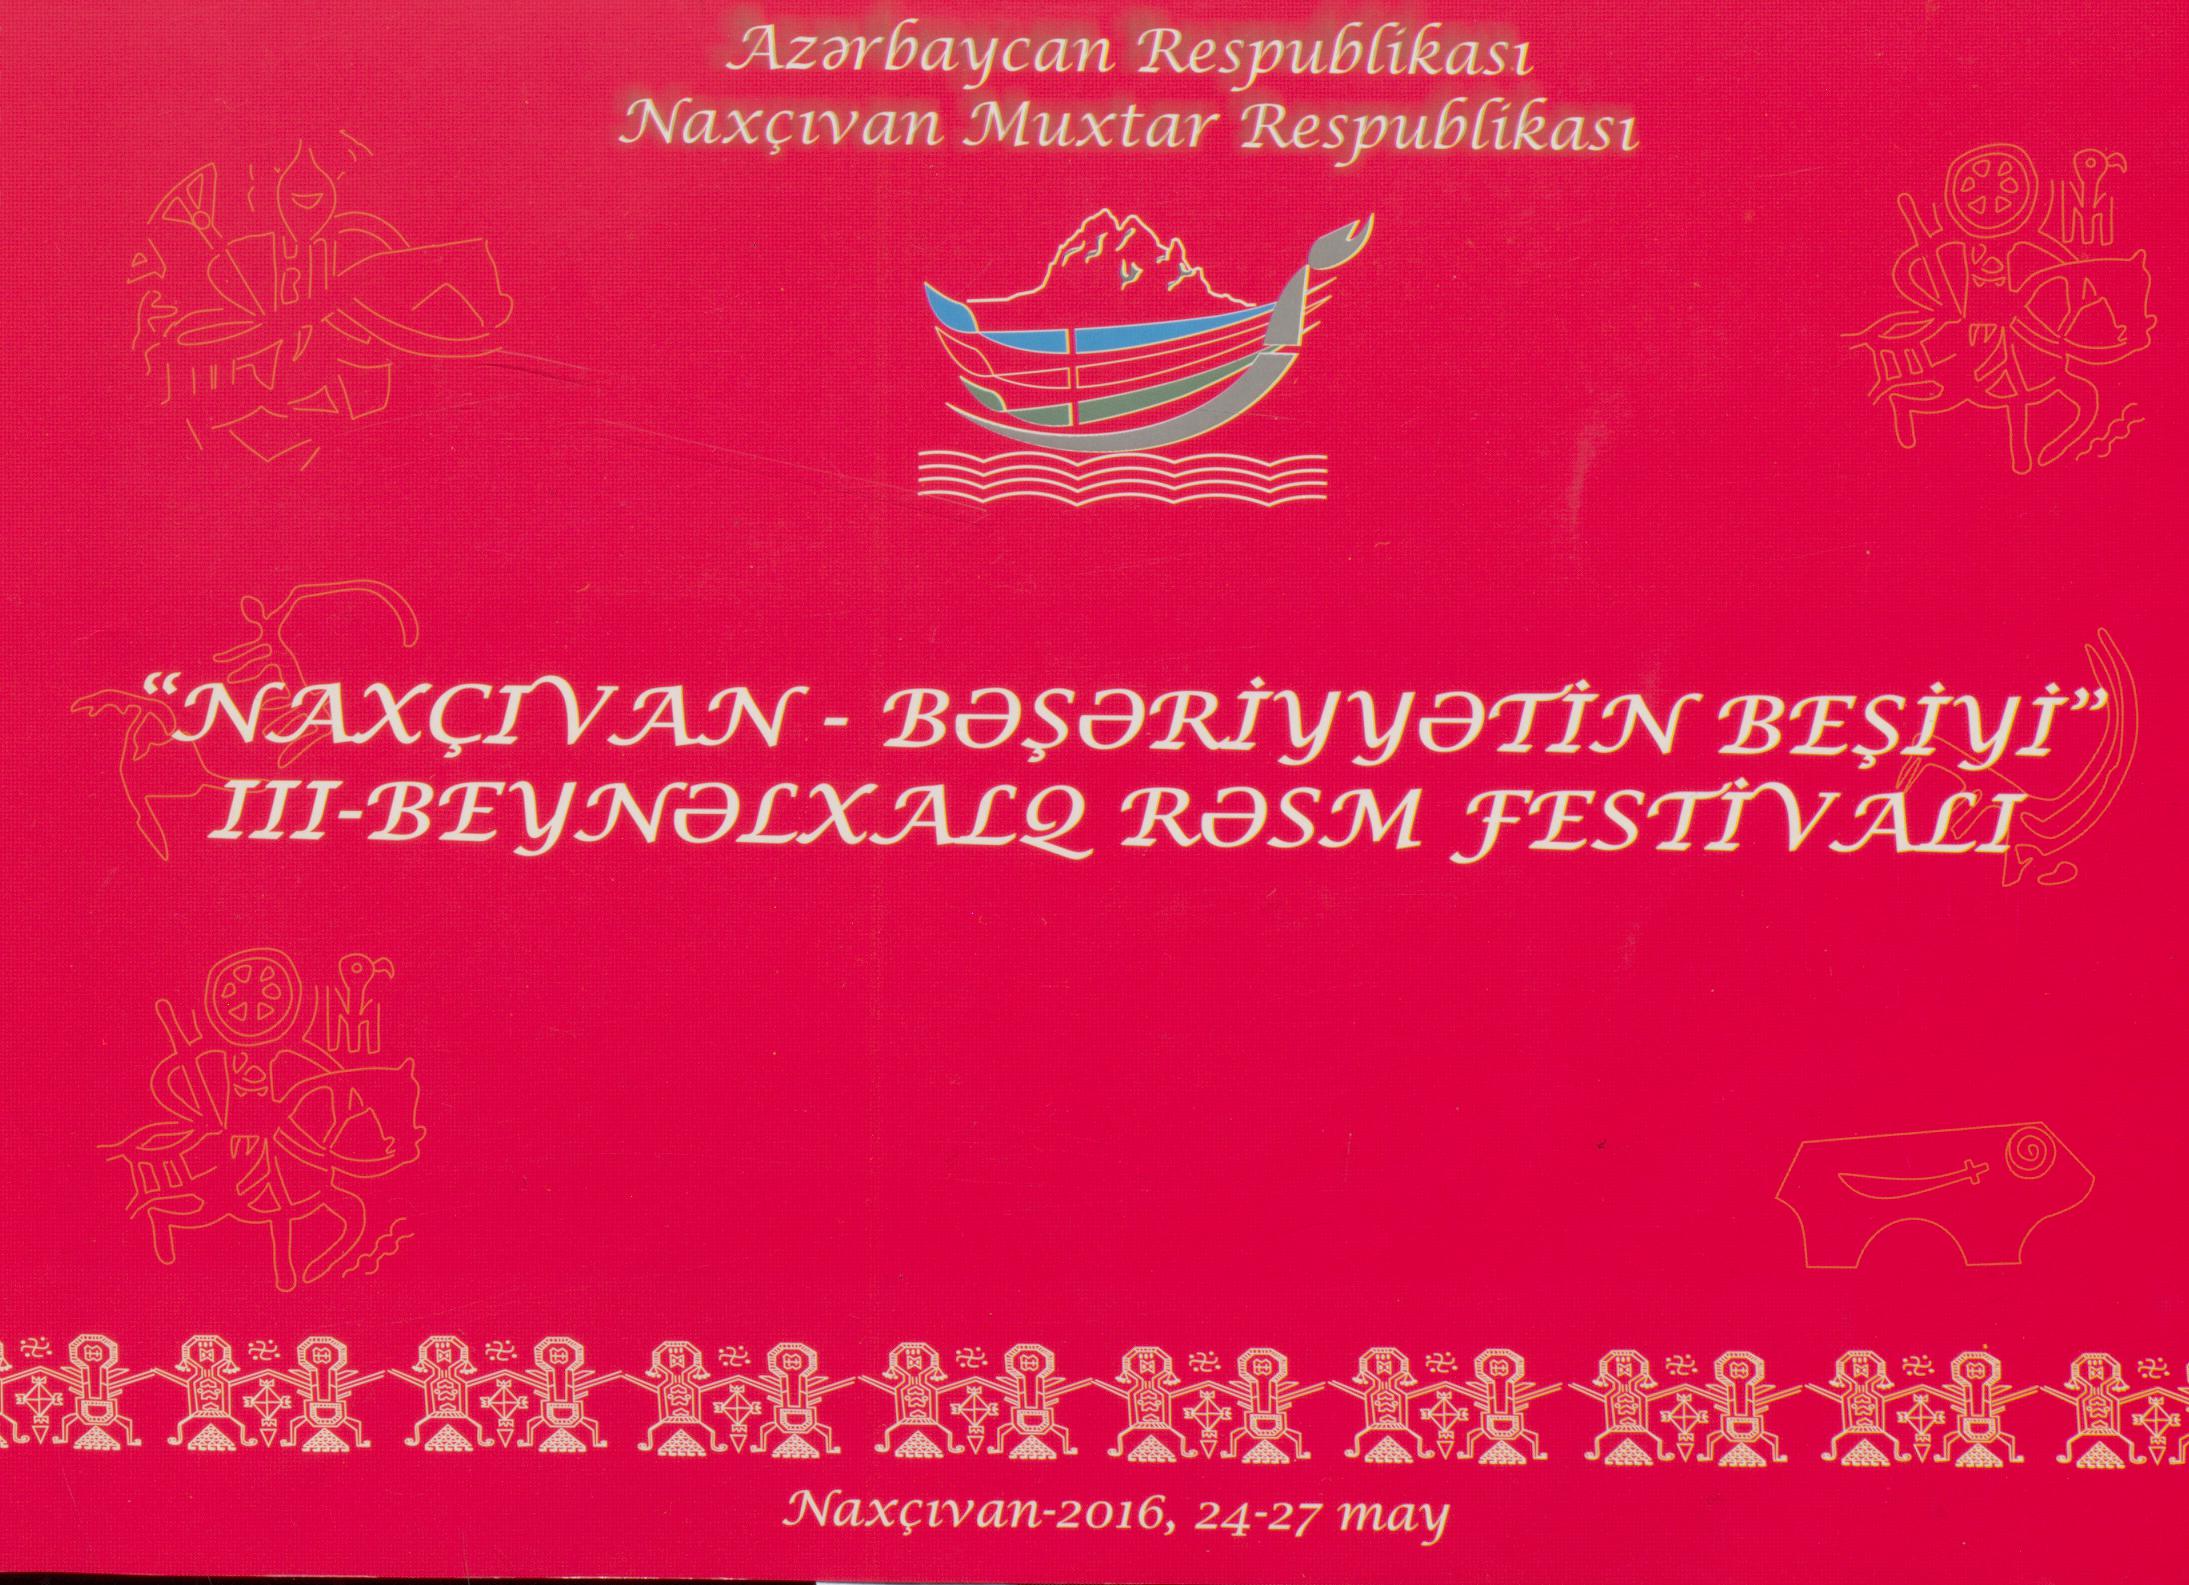 Azərbaycan Respublikası
Naxçıvan Muxtar Respublikası
“NAXÇIVAN - BƏŞƏRİYYƏTİN BEŞİYİ”
III-BEYNƏLXALQ RƏSM FESTİVALI
Naxçıvan-2016, 24-27 may